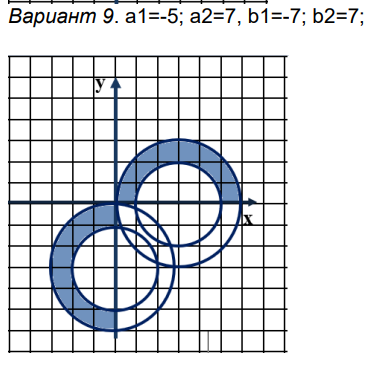 Вариант 9. a1=-5; a2=7, b1=-7; b2=7;
y
x